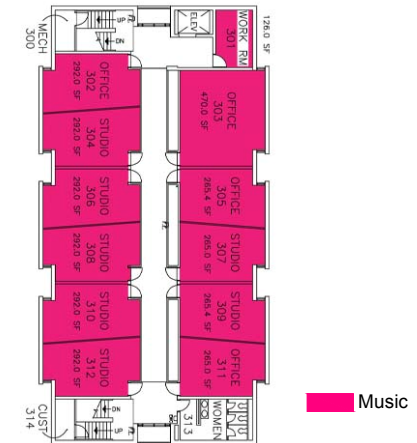 MECH
300
UP
DN
ELEV
WORK RM
301
126.0 SF
OFFICE
302
292.0 SF
STUDIO
304
292.0 SF
OFFICE
303
470.0 SF
STUDIO
306
292.0 SF
STUDIO
308
292.0 SF
OFFICE
305
265.4 SF
STUDIO
307
265.0 SF
STUDIO
310
292.0 SF
STUDIO
312
292.0 SF
STUDIO
309
265.4 SF
OFFICE
311
265.0 SF
CUST
314
DN
UP
313
WOMEN
Music